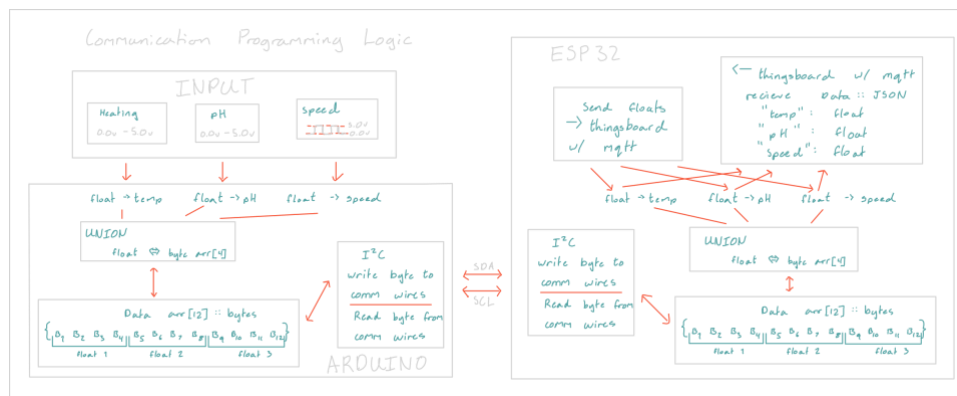 Communication Programming Logic
INPUT
Heating
0.0v - 5.0v
pH
0.0v - 5.0v
speed
5.0v
0.0v
float → temp
float → pH
float → speed
UNION
float ⇔ byte arr[4]
Data arr[12] :: bytes
{B1 B2 B3 B4 B5 B6 B7 B8 B9 B10 B11 B12}
float 1 float 2 float 3
I²C
write byte to
comm wires
Read byte from
comm wires
ARDUINO
SDA
SCL
ESP32
send floats
→ thingsboard
w/ mqtt
← thingsboard w/ mqtt
recieve Data :: JSON
"temp" : float
"pH" : float
"speed" : float
float → temp
float → pH
float → speed
I²C
write byte to
comm wires
Read byte from
comm wires
UNION
float ⇔ byte arr[4]
Data arr[12] :: bytes
{B1 B2 B3 B4 B5 B6 B7 B8 B9 B10 B11 B12}
float 1 float 2 float 3